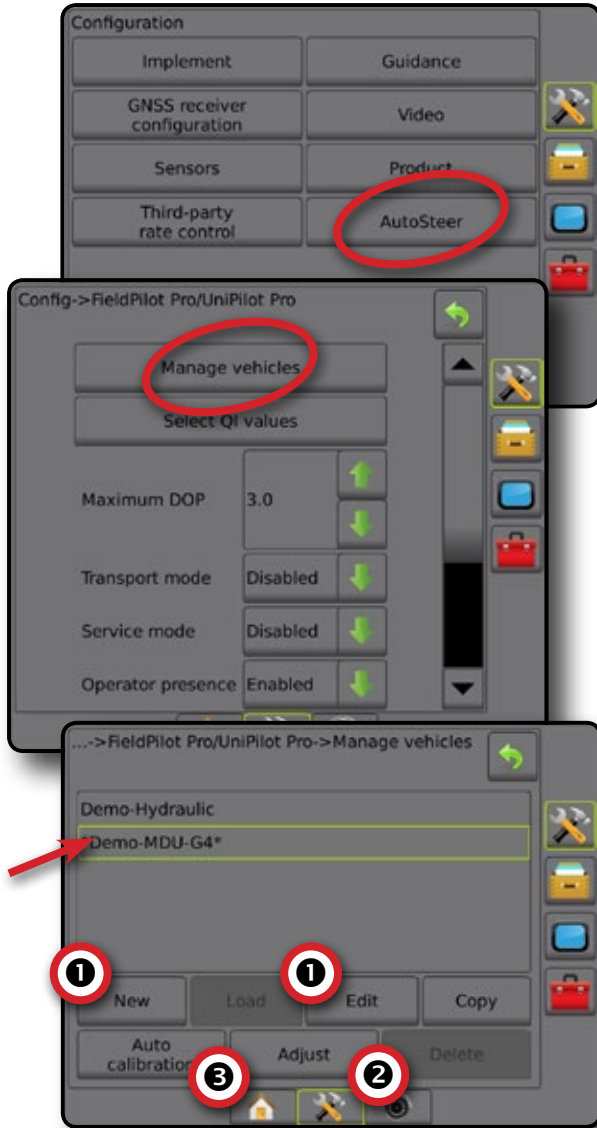 Configuration
Implement
Guidance
GNSS receiver
configuration
Video
Sensors
Product
Third-party
rate control
AutoSteer
Config->FieldPilot Pro/UniPilot Pro
Manage vehicles
Select QI values
Maximum DOP
3.0
Transport mode
Disabled
Service mode
Disabled
Operator presence
Enabled
...->FieldPilot Pro/UniPilot Pro->Manage vehicles
Demo-Hydraulic
*Demo-MDU-G4*
1
1
New
Load
Edit
Copy
Auto
calibration
Adjust
Delete
3
2